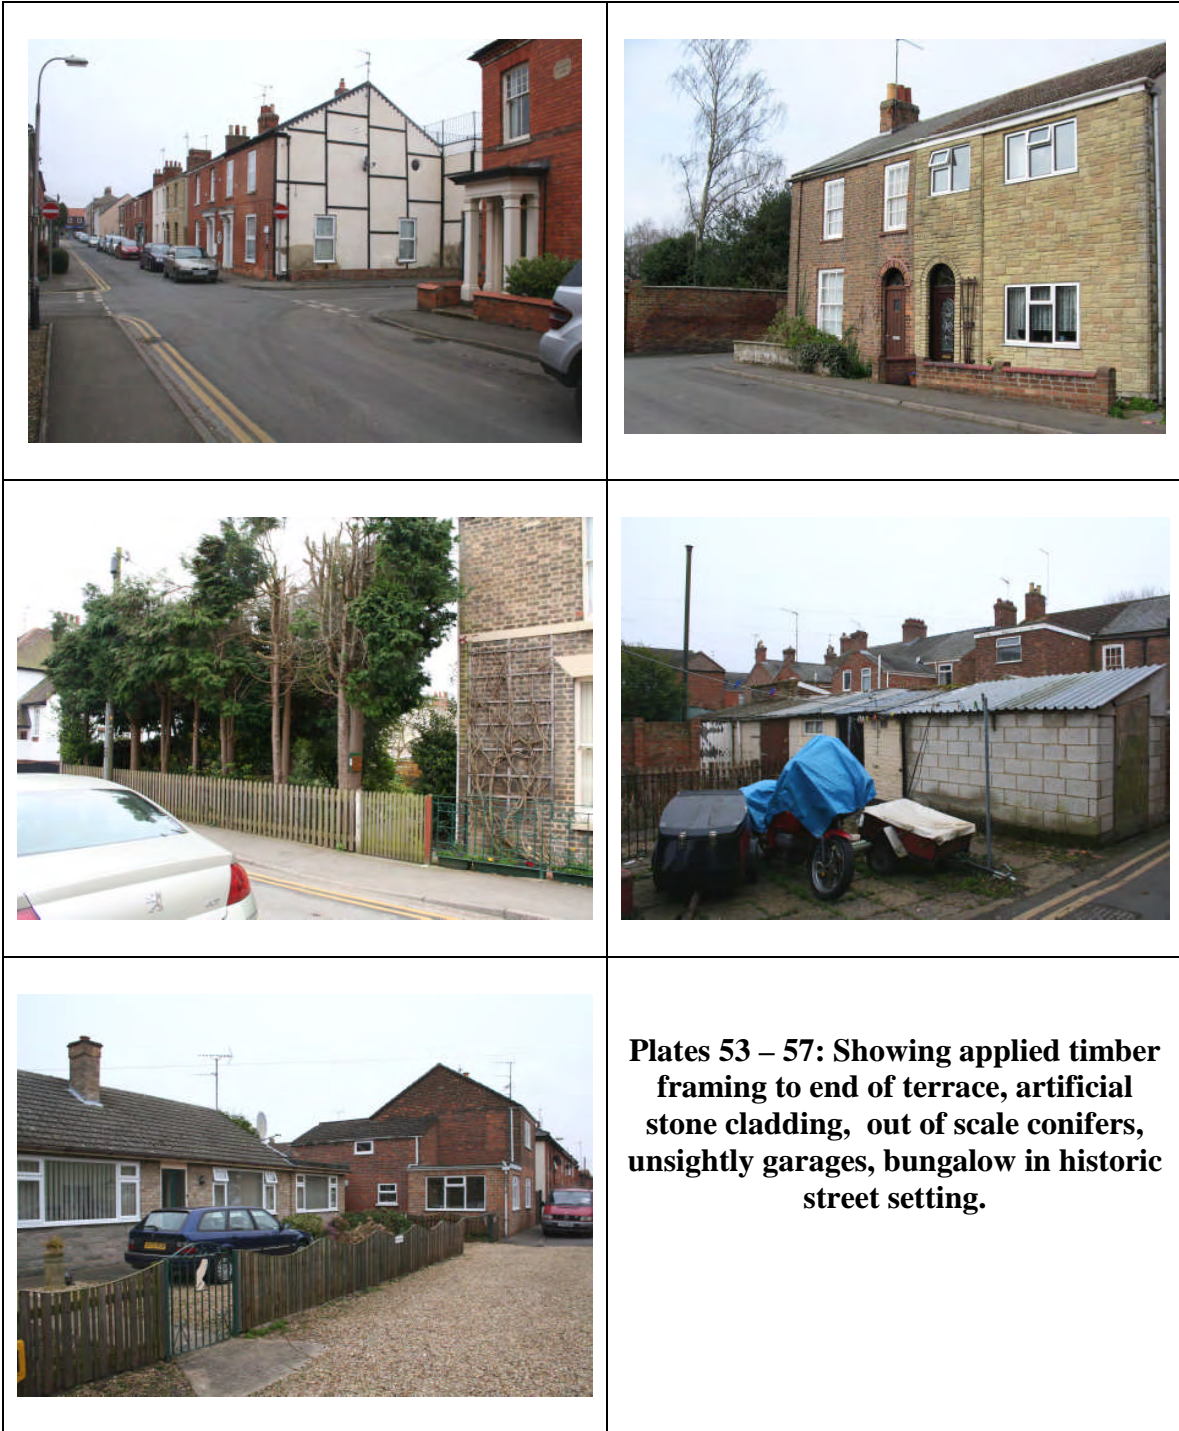 Plates 53 – 57: Showing applied timber
framing to end of terrace, artificial
stone cladding,  out of scale conifers,
unsightly garages, bungalow in historic
street setting.